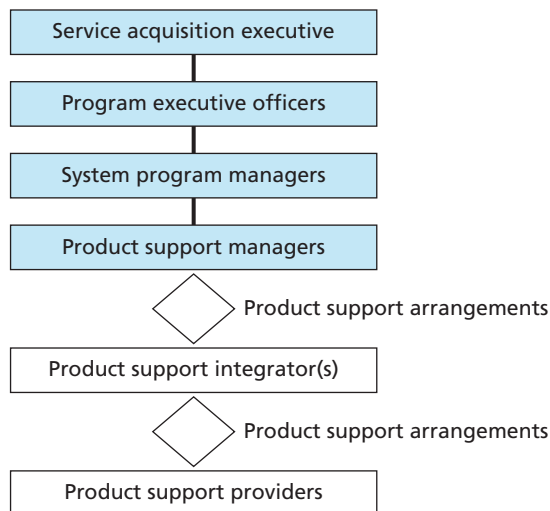 Service acquisition executive
Program executive officers
System program managers
Product support managers
Product support arrangements
Product support integrator(s)
Product support arrangements
Product support providers